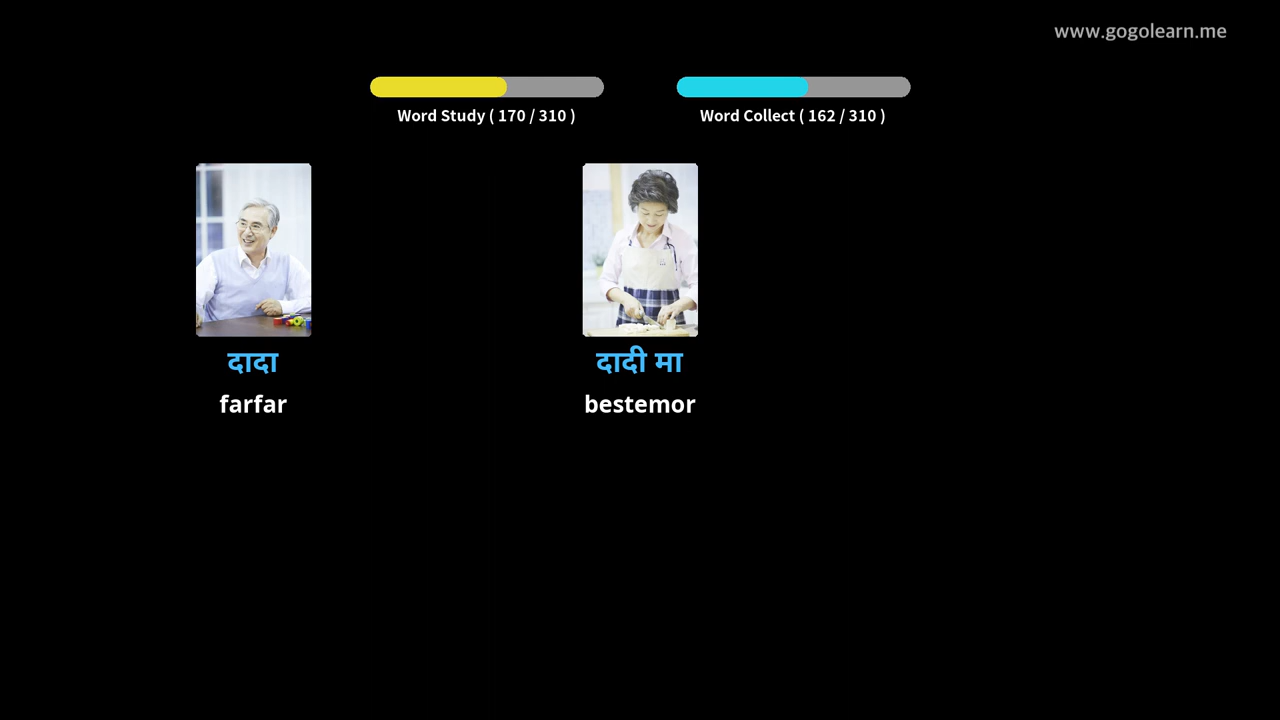 www.gogolearn.me
Word Study ( 170 / 310 )
Word Collect ( 162 / 310 )
दादा
दादी मा
farfar
bestemor